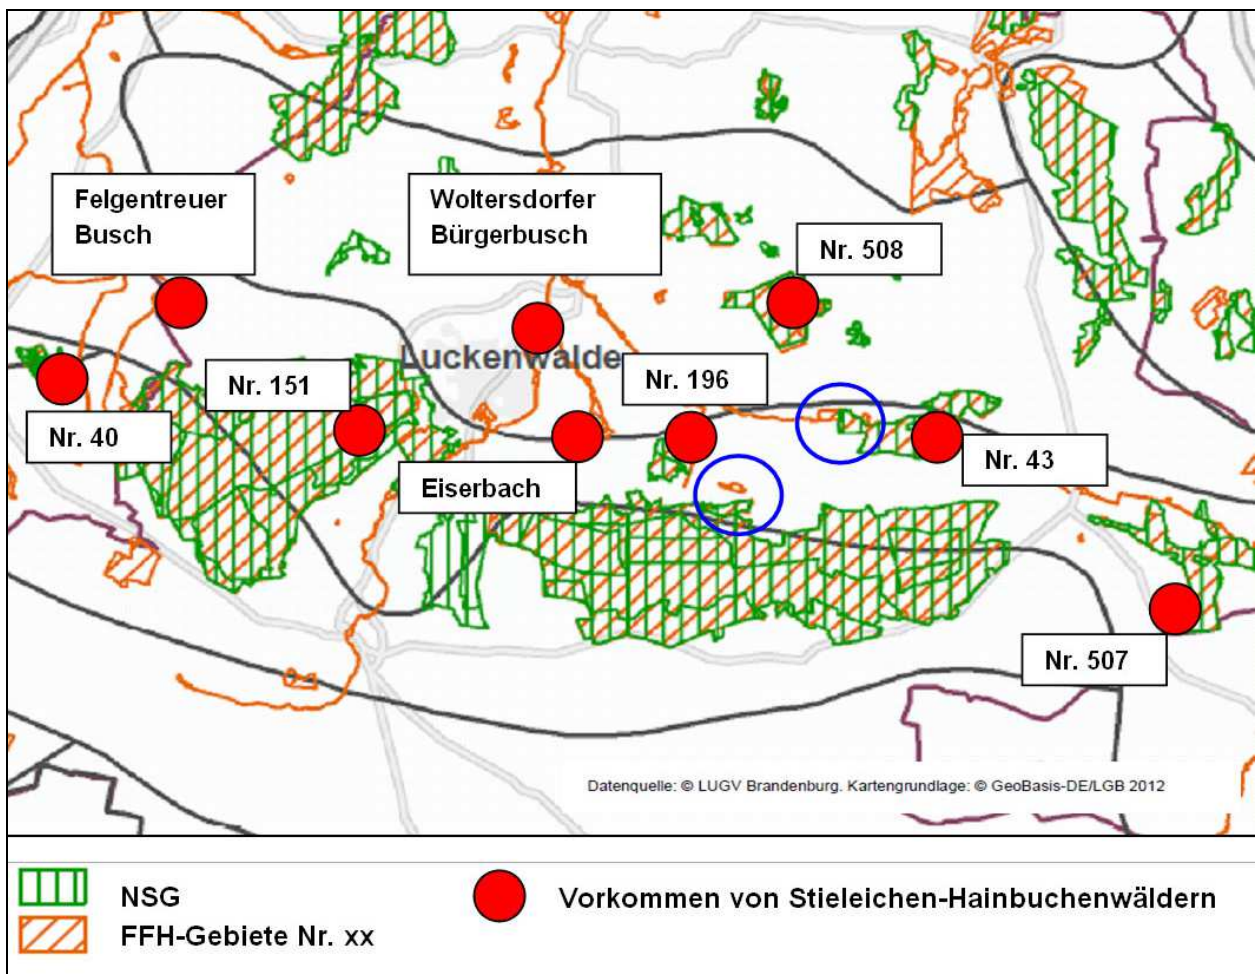 Felgentreuer
Busch
Woltersdorfer
Bürgerbusch
Nr. 508
Luckenwalde
Nr. 151
Nr. 196
Nr. 40
Eiserbach
Nr. 43
Nr. 507
Datenquelle: © LUGV Brandenburg. Kartengrundlage: © GeoBasis-DE/LGB 2012
NSG
Vorkommen von Stieleichen-Hainbuchenwäldern
FFH-Gebiete Nr. xx